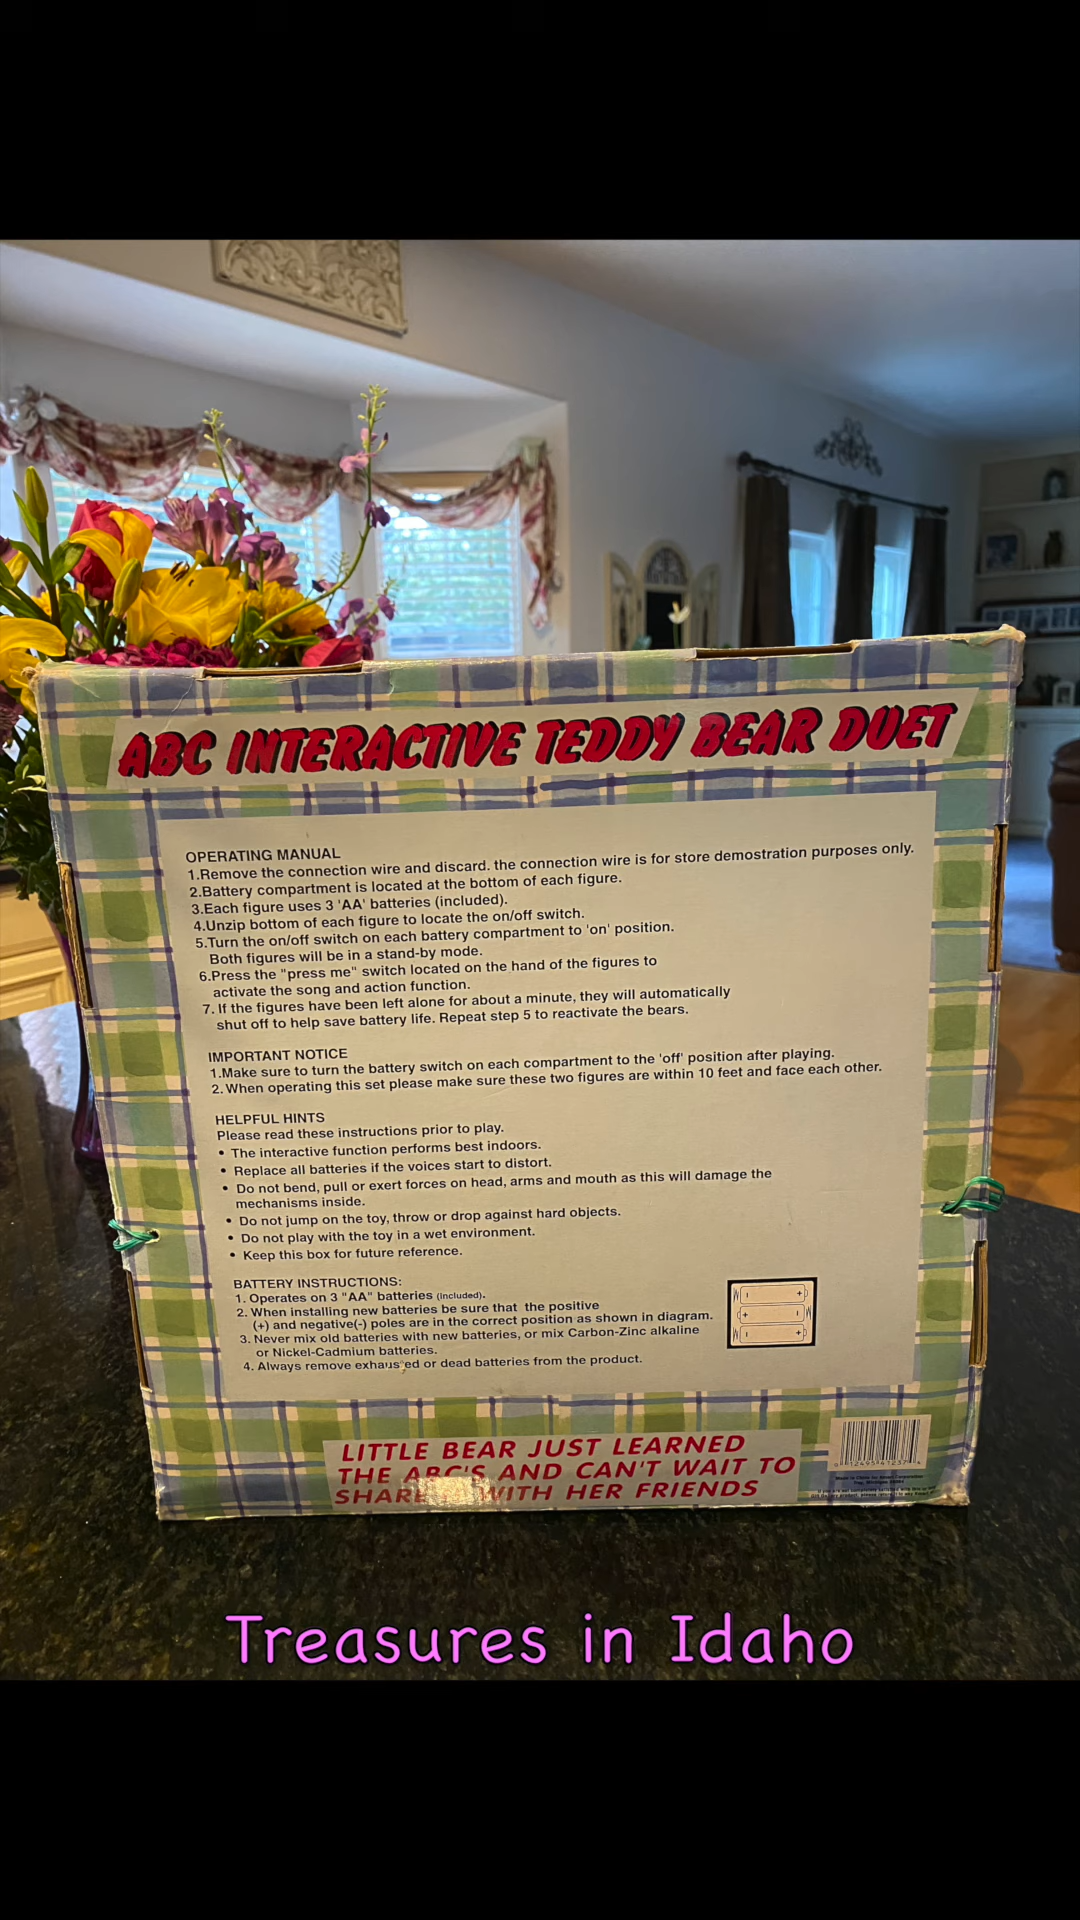 ABC INTERACTIVE TEDDY BEAR DUET
OPERATING MANUAL
1.Remove the connection wire and discard. the connection wire is for store demostration purposes only.
2.Battery compartment is located at the bottom of each figure.
3.Each figure uses 3 'AA' batteries (included).
4.Unzip bottom of each figure to locate the on/off switch.
5.Turn the on/off switch on each battery compartment to 'on' position.
Both figures will be in a stand-by mode.
6.Press the "press me" switch located on the hand of the figures to
activate the song and action function.
7. If the figures have been left alone for about a minute, they will automatically
shut off to help save battery life. Repeat step 5 to reactivate the bears.
IMPORTANT NOTICE
1.Make sure to turn the battery switch on each compartment to the 'off' position after playing.
2. When operating this set please make sure these two figures are within 10 feet and face each other.
HELPFUL HINTS
Please read these instructions prior to play.
• The interactive function performs best indoors.
• Replace all batteries if the voices start to distort.
• Do not bend, pull or exert forces on head, arms and mouth as this will damage the
mechanisms inside.
• Do not jump on the toy, throw or drop against hard objects.
• Do not play with the toy in a wet environment.
• Keep this box for future reference.
BATTERY INSTRUCTIONS:
1. Operates on 3 "AA" batteries (included).
2. When installing new batteries be sure that the positive
(+) and negative(-) poles are in the correct position as shown in diagram.
3. Never mix old batteries with new batteries, or mix Carbon-Zinc alkaline
or Nickel-Cadmium batteries.
4. Always remove exhausted or dead batteries from the product.
LITTLE BEAR JUST LEARNED
THE ABC'S AND CAN'T WAIT TO
SHARE WITH HER FRIENDS
Made in China for Kmart Corporation
Troy, Michigan 48084
Treasures in Idaho